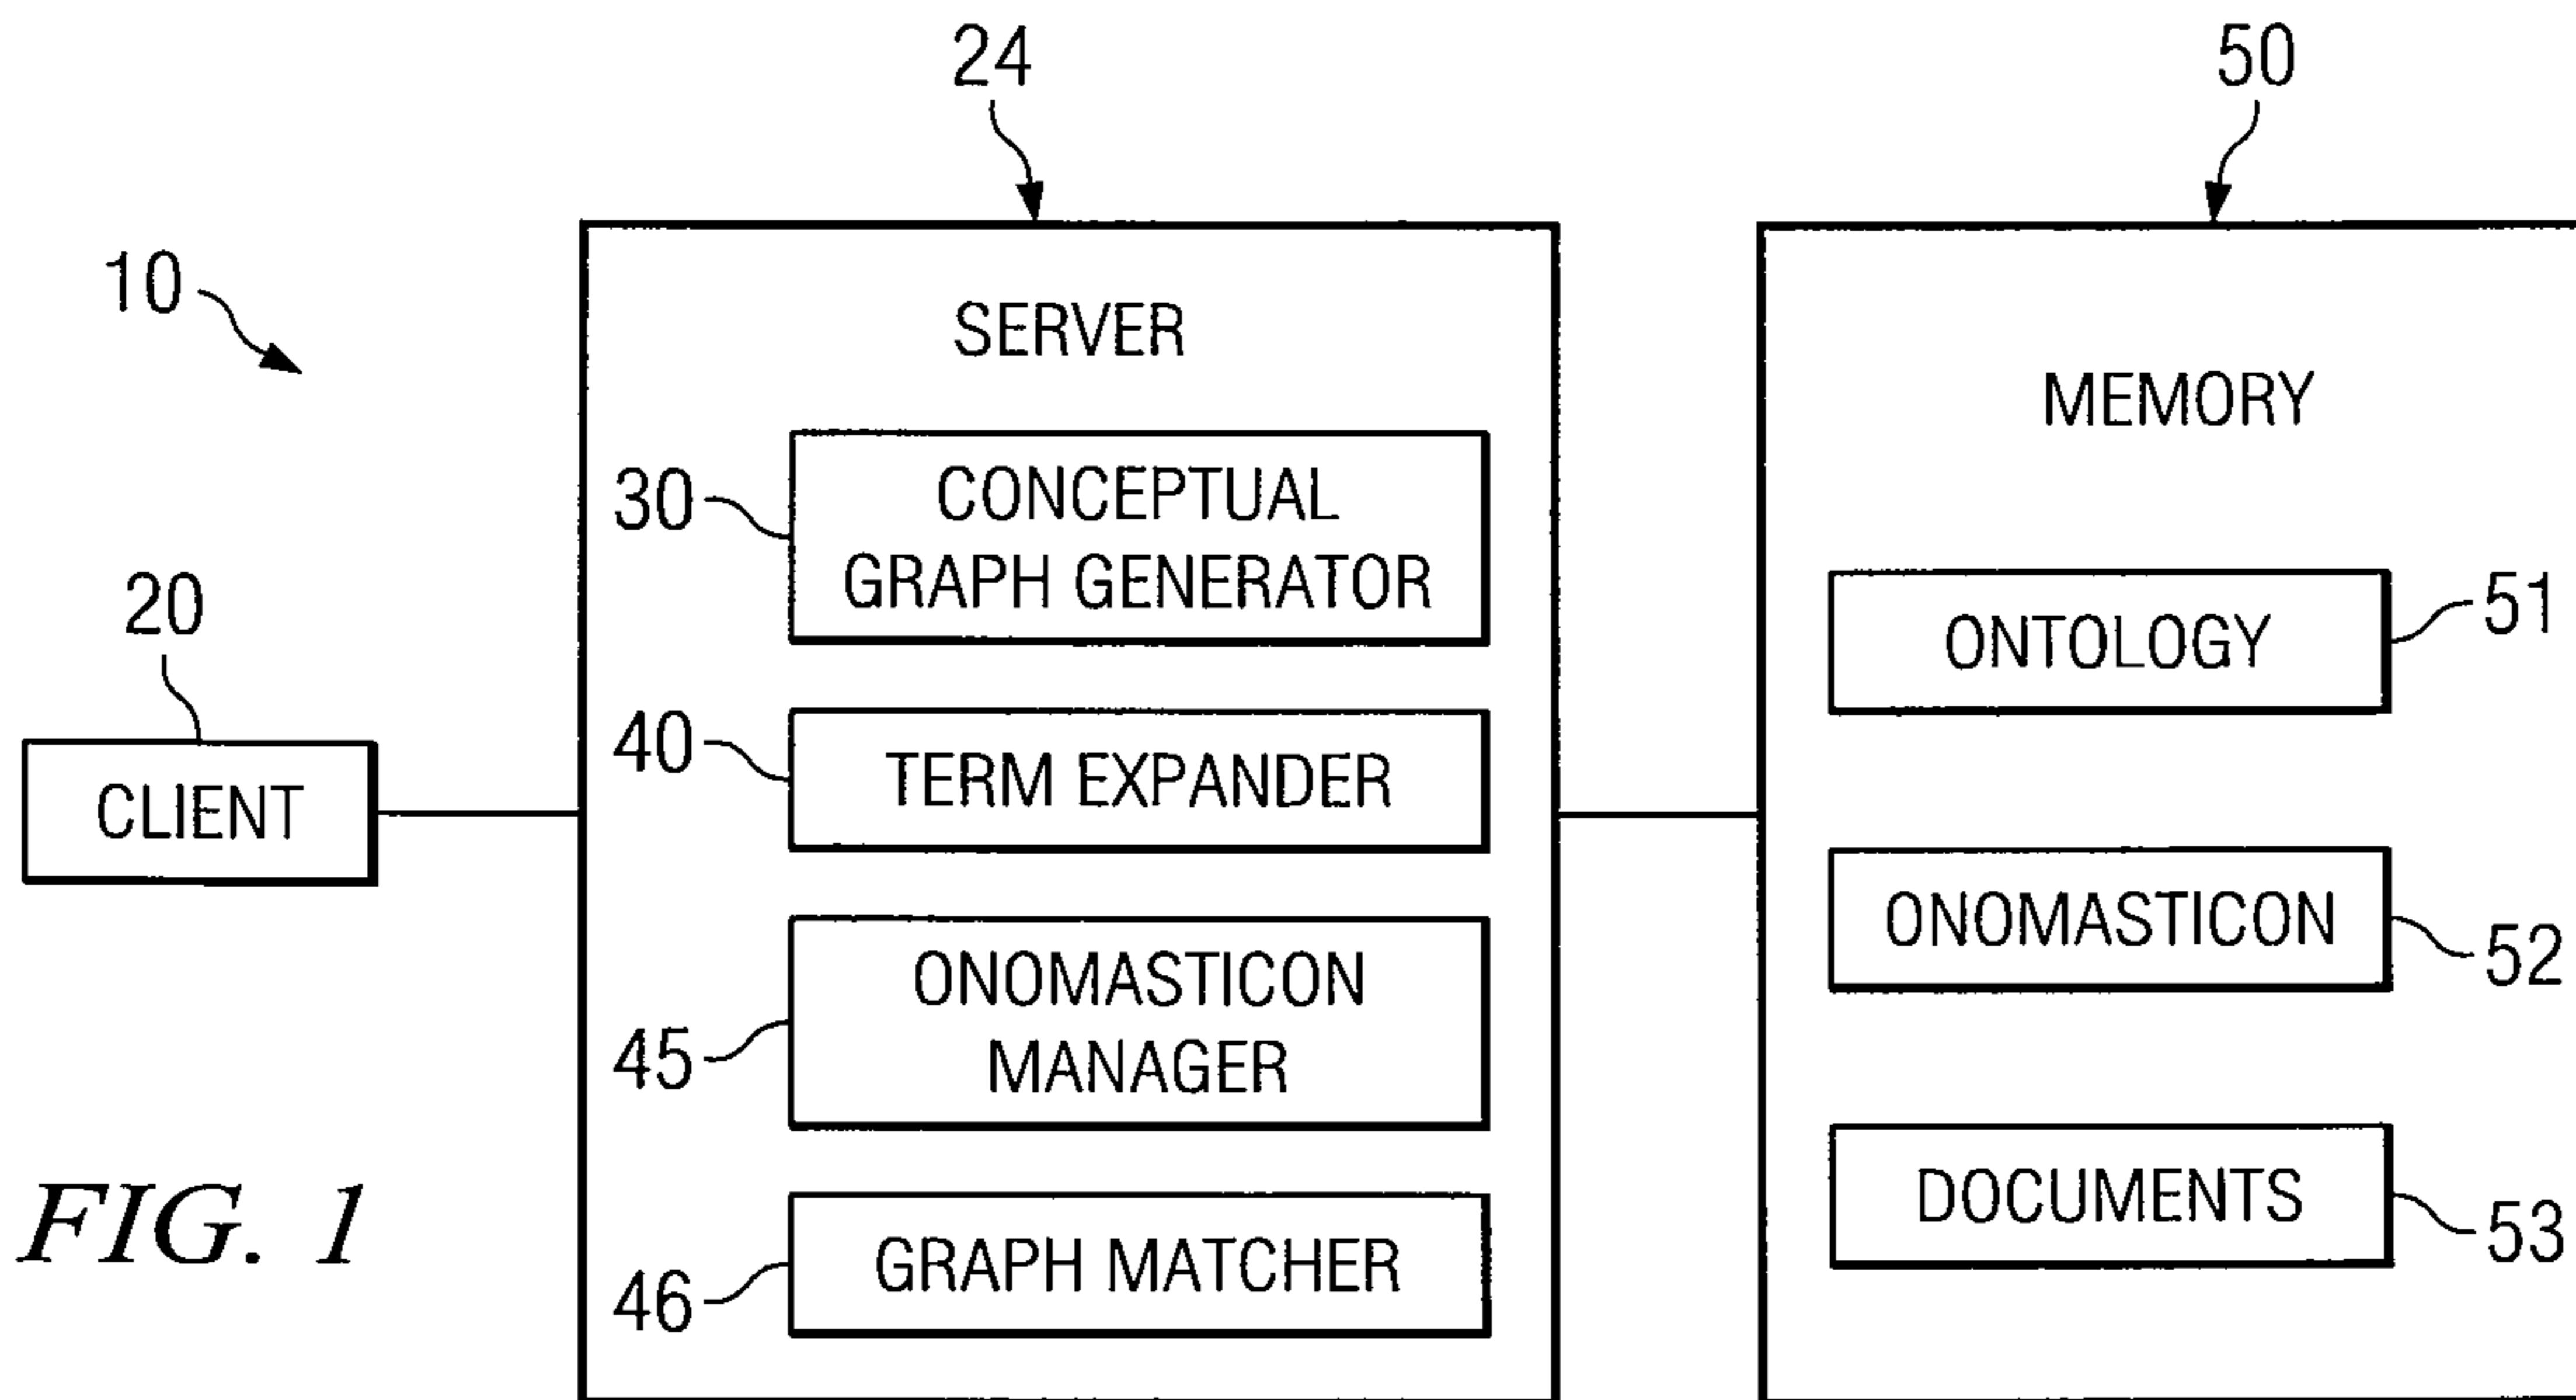 24
50
10
SERVER
MEMORY
30
CONCEPTUAL
GRAPH GENERATOR
20
ONTOLOGY
51
40
TERM EXPANDER
CLIENT
ONOMASTICON
52
45
ONOMASTICON
MANAGER
DOCUMENTS
53
46
GRAPH MATCHER
FIG. 1